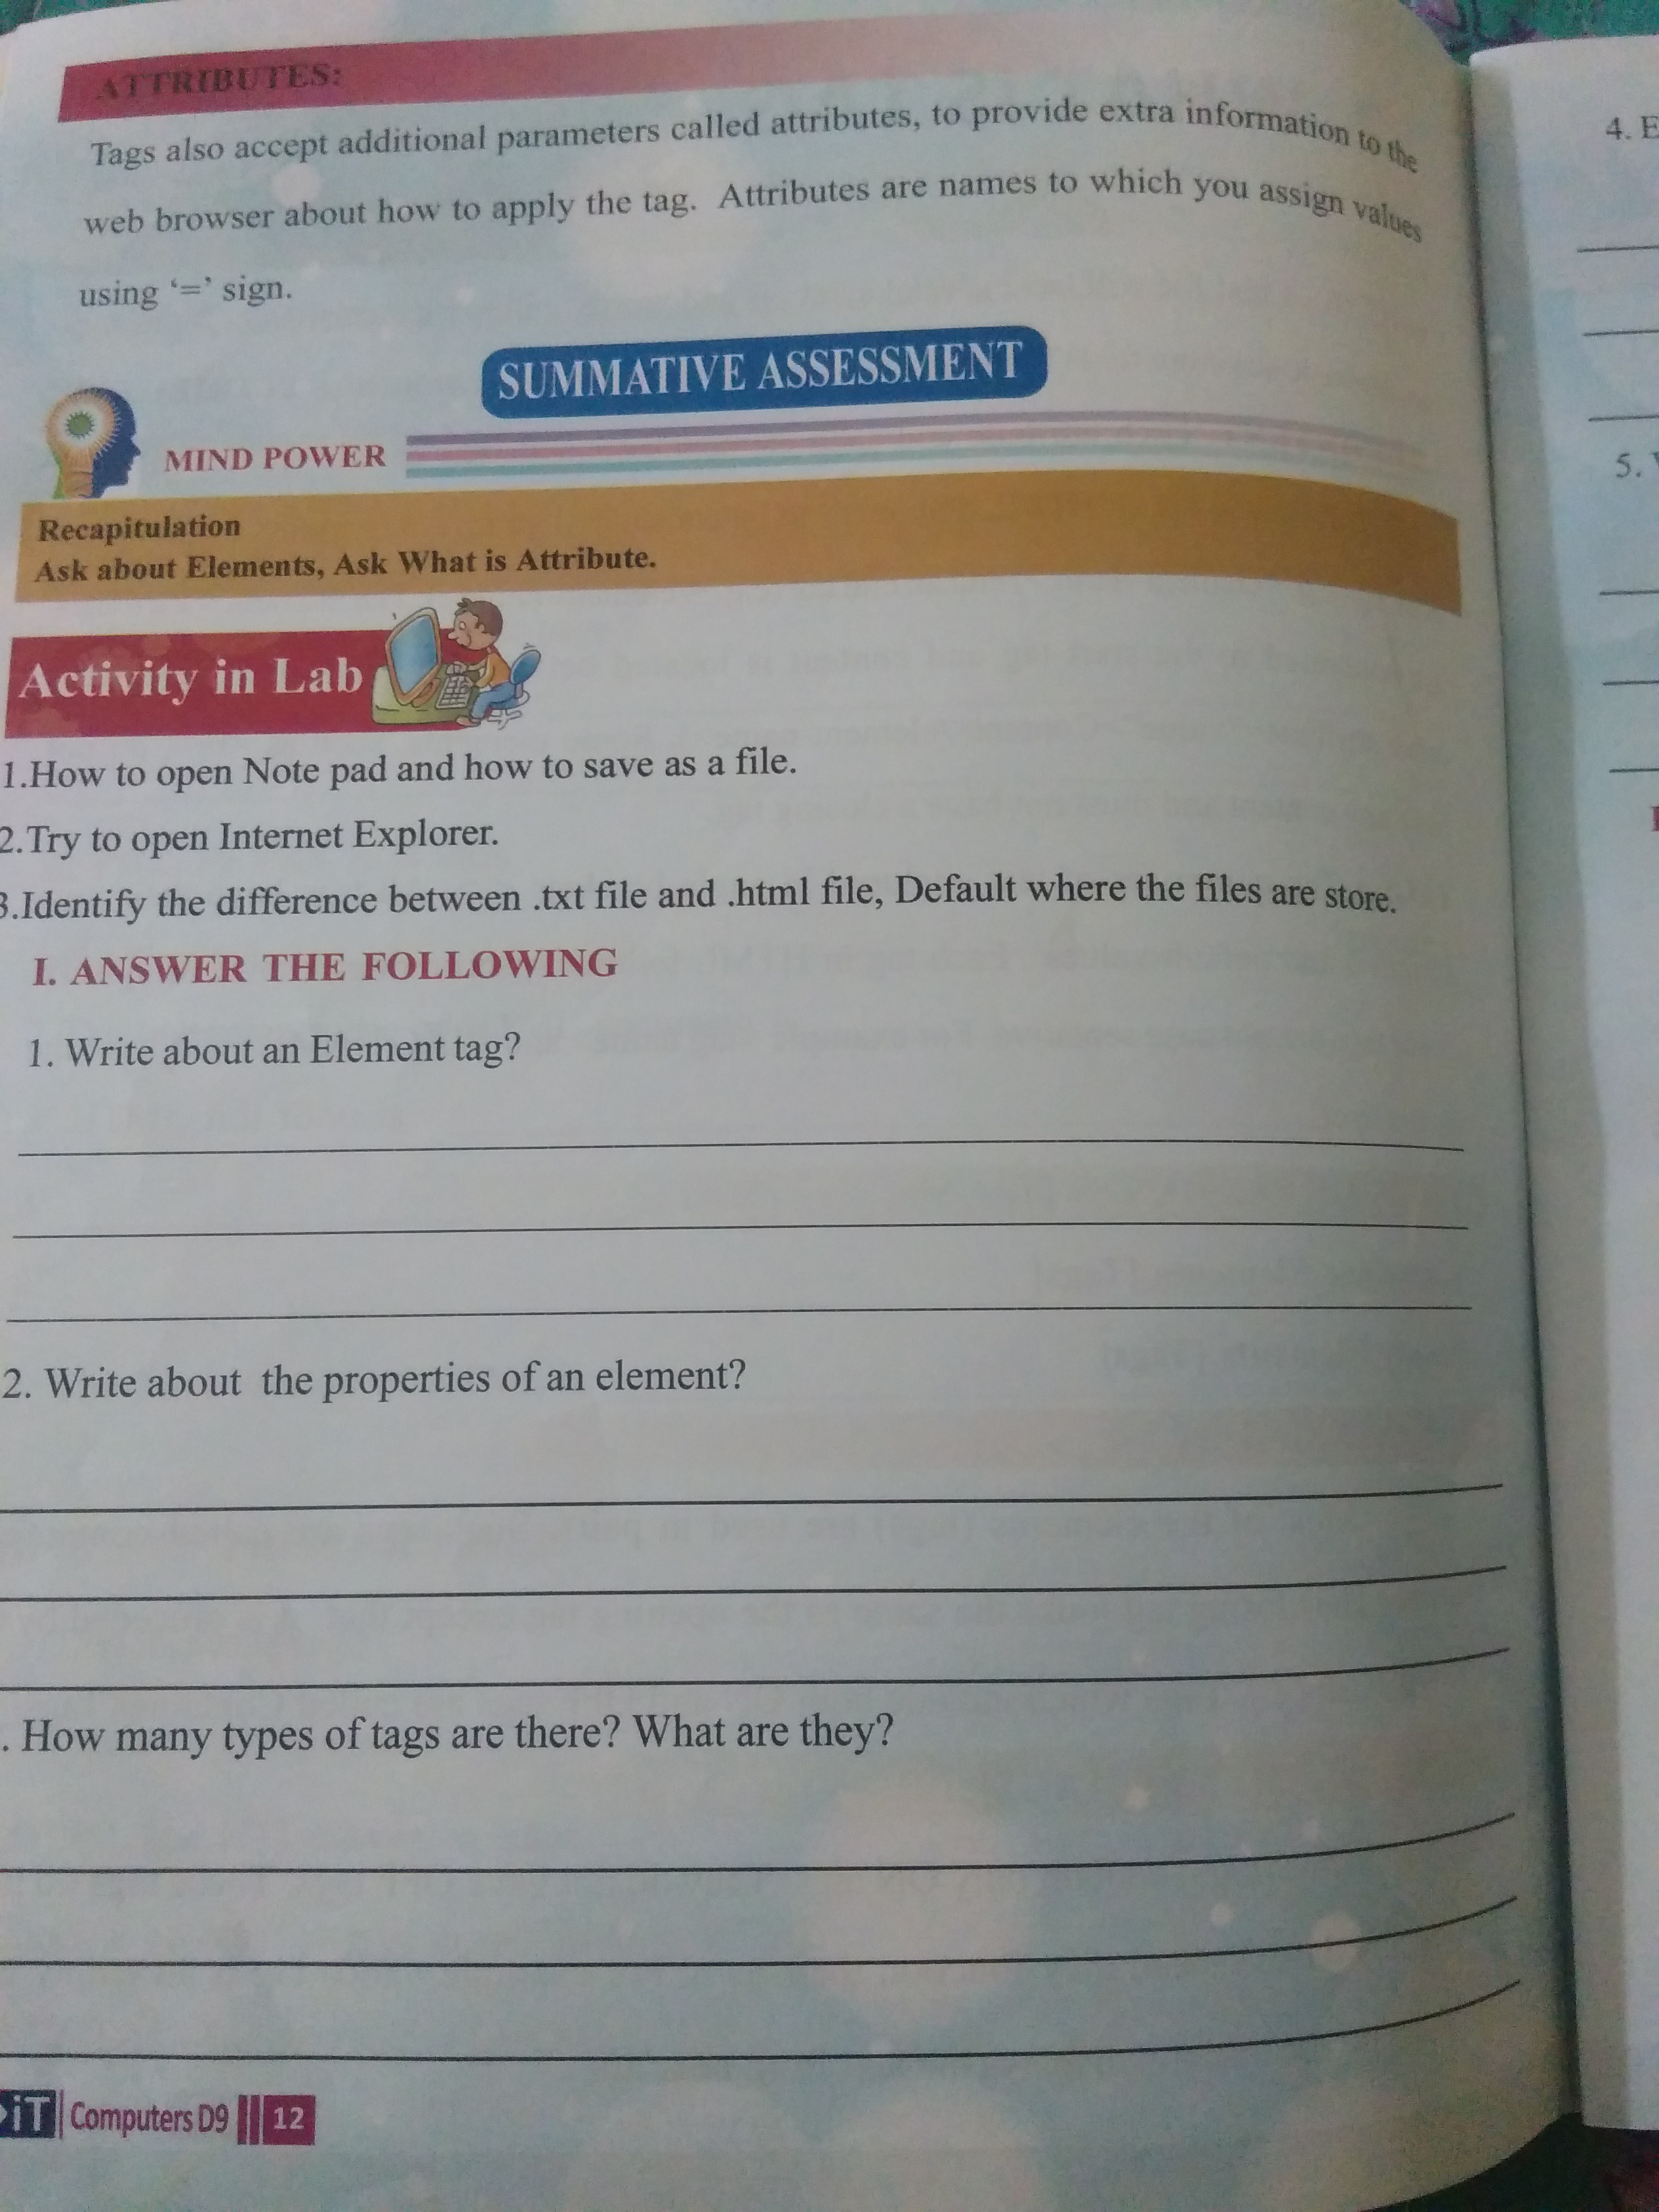 ATTRIBUTES:
Tags also accept additional parameters called attributes, to provide extra information to the
web browser about how to apply the tag. Attributes are names to which you assign values
using ‘=’ sign.
SUMMATIVE ASSESSMENT
MIND POWER
Recapitulation
Ask about Elements, Ask What is Attribute.
Activity in Lab
1.How to open Note pad and how to save as a file.
2.Try to open Internet Explorer.
3.Identify the difference between .txt file and .html file, Default where the files are store.
I. ANSWER THE FOLLOWING
1. Write about an Element tag?
2. Write about the properties of an element?
. How many types of tags are there? What are they?
iT Computers D9 12
4. E
5.